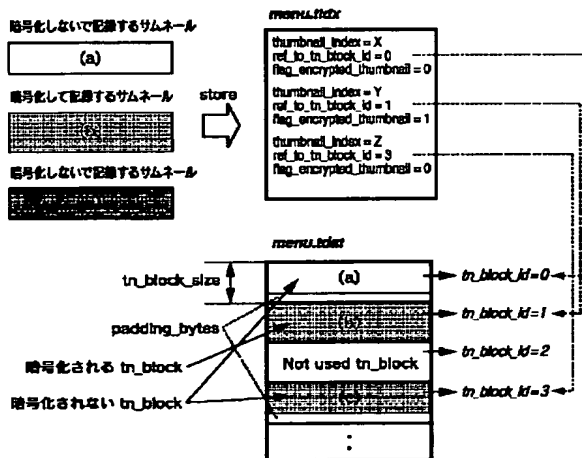 暗号化しないで記録するサムネール
(a)
暗号化して記録するサムネール
(b)
暗号化しないで記録するサムネール
store
menu.tidx
thumbnail_index = X
ref_to_tn_block_id = 0
flag_encrypted_thumbnail = 0
thumbnail_index = Y
ref_to_tn_block_id = 1
flag_encrypted_thumbnail = 1
thumbnail_index = Z
ref_to_tn_block_id = 3
flag_encrypted_thumbnail = 0
menu.tdat
tn_block_size
(a)
tn_block_id=0
padding_bytes
(b)
tn_block_id=1
暗号化される tn_block
Not used tn_block
tn_block_id=2
暗号化されない tn_block
(c)
tn_block_id=3